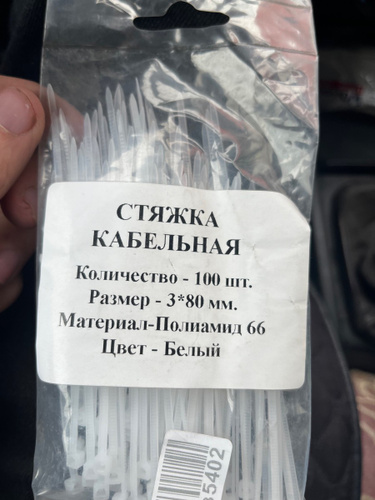 СТЯЖКА
КАБЕЛЬНАЯ
Количество - 100 шт.
Размер - 3*80 мм.
Материал-Полиамид 66
Цвет - Белый